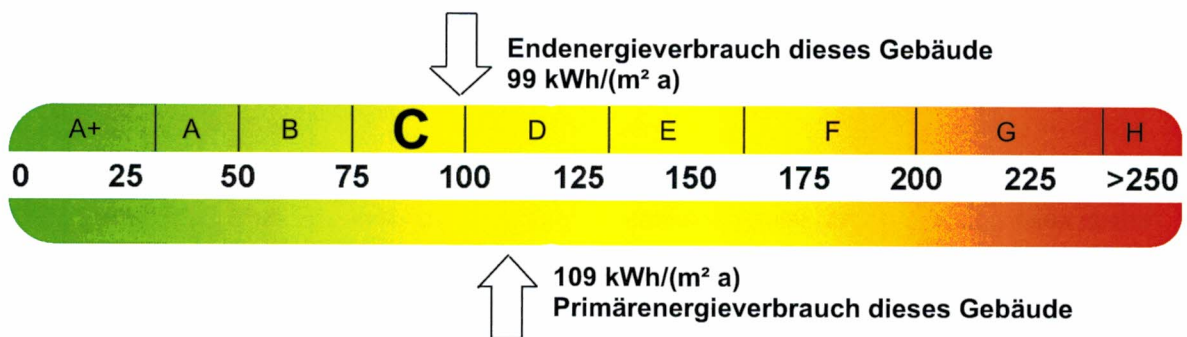 Endenergieverbrauch dieses Gebäude
99 kWh/(m² a)
A+ A B C D E F G H
0 25 50 75 100 125 150 175 200 225 >250
109 kWh/(m² a)
Primärenergieverbrauch dieses Gebäude